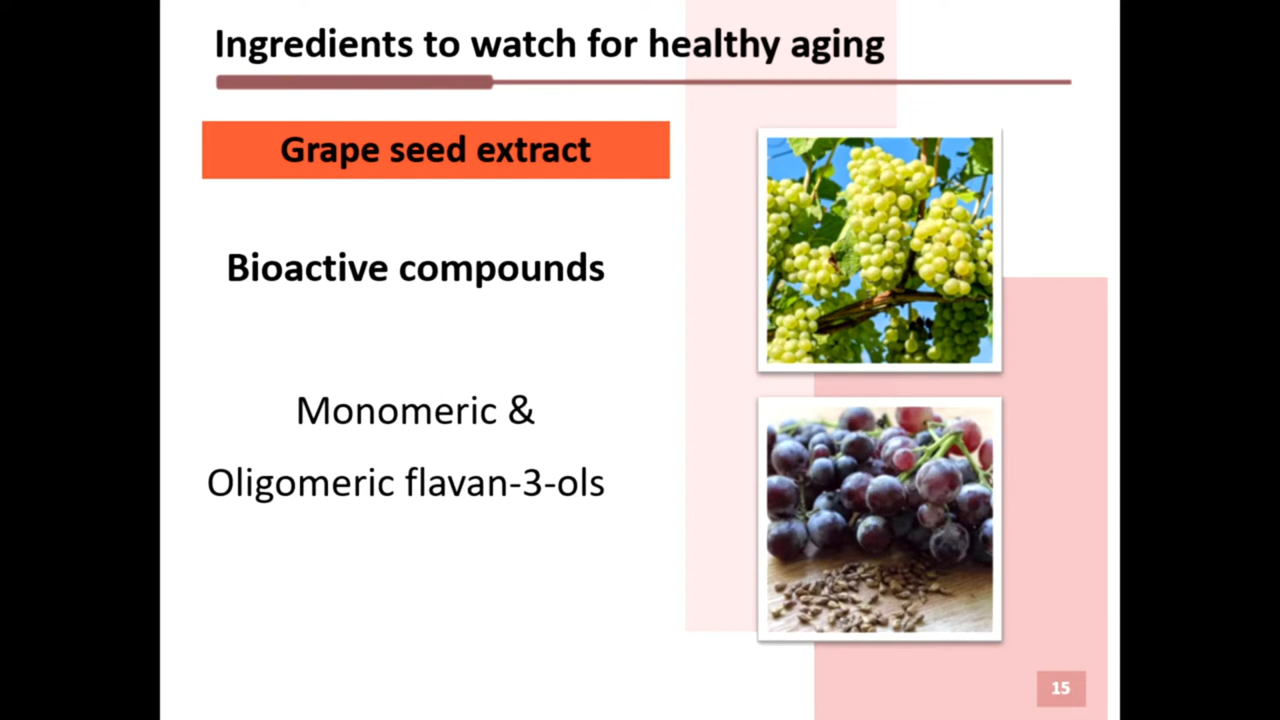 Ingredients to watch for healthy aging
Grape seed extract
Bioactive compounds
Monomeric &
Oligomeric flavan-3-ols
15